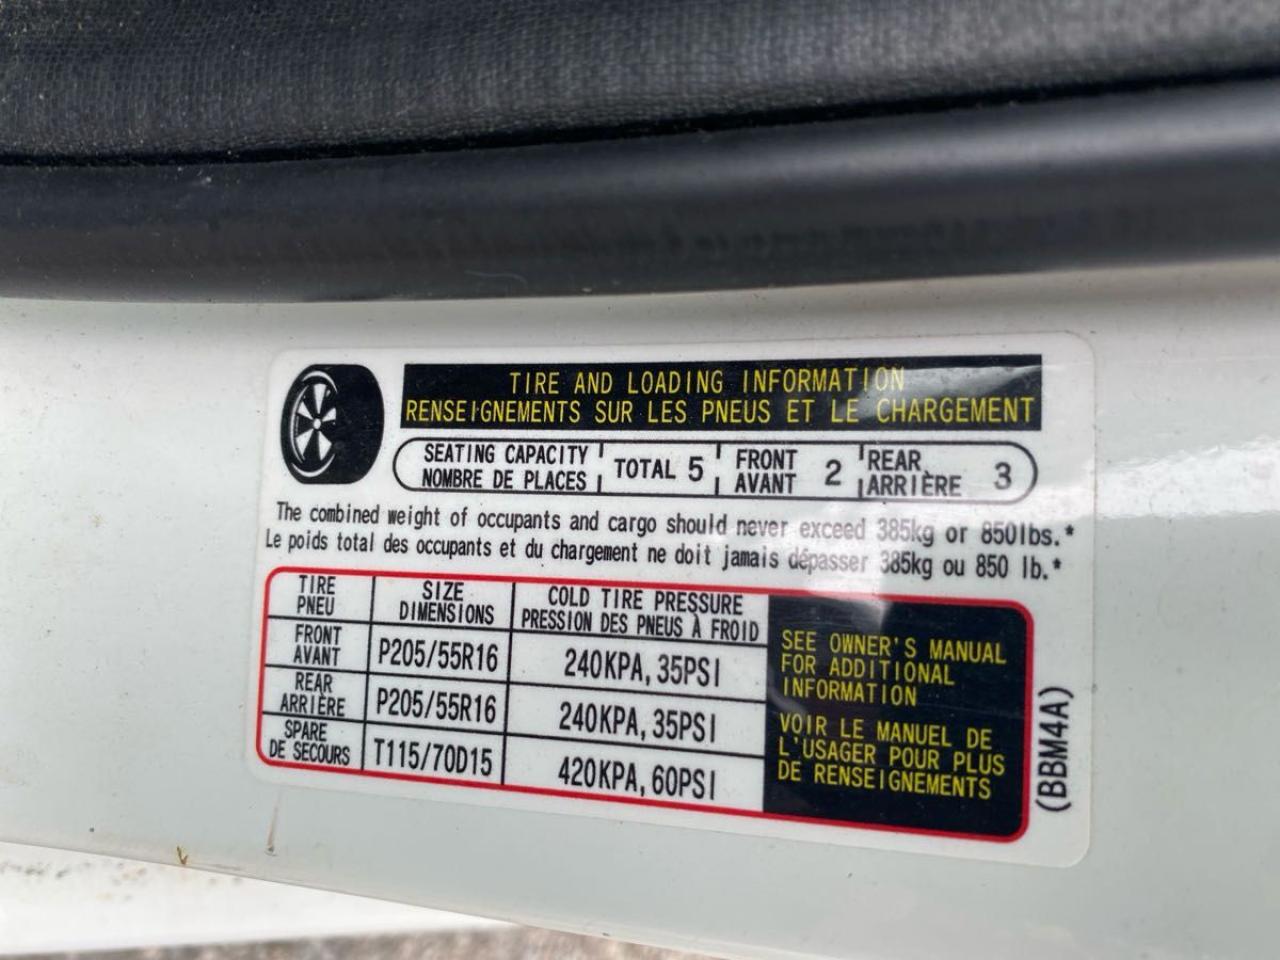 TIRE AND LOADING INFORMATION
RENSEIGNEMENTS SUR LES PNEUS ET LE CHARGEMENT
SEATING CAPACITY TOTAL 5 FRONT 2 REAR 3
NOMBRE DE PLACES AVANT ARRIÈRE
The combined weight of occupants and cargo should never exceed 385kg or 850lbs.*
Le poids total des occupants et du chargement ne doit jamais dépasser 385kg ou 850 lb.*
TIRE SIZE COLD TIRE PRESSURE
PNEU DIMENSIONS PRESSION DES PNEUS À FROID
FRONT
AVANT P205/55R16 240KPA, 35PSI
REAR
ARRIÈRE P205/55R16 240KPA, 35PSI
SPARE
DE SECOURS T115/70D15 420KPA, 60PSI
SEE OWNER'S MANUAL
FOR ADDITIONAL
INFORMATION
VOIR LE MANUEL DE
L'USAGER POUR PLUS
DE RENSEIGNEMENTS
(BBM4A)